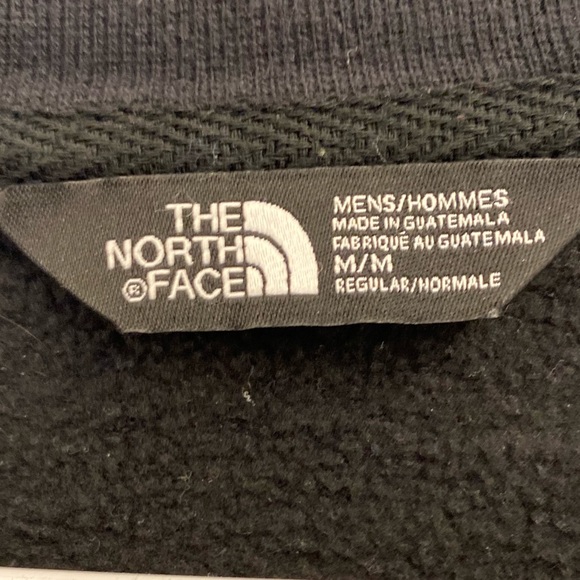 THE
NORTH
®FACE
MENS/HOMMES
MADE IN GUATEMALA
FABRIQUÉ AU GUATEMALA
M/M
REGULAR/NORMALE